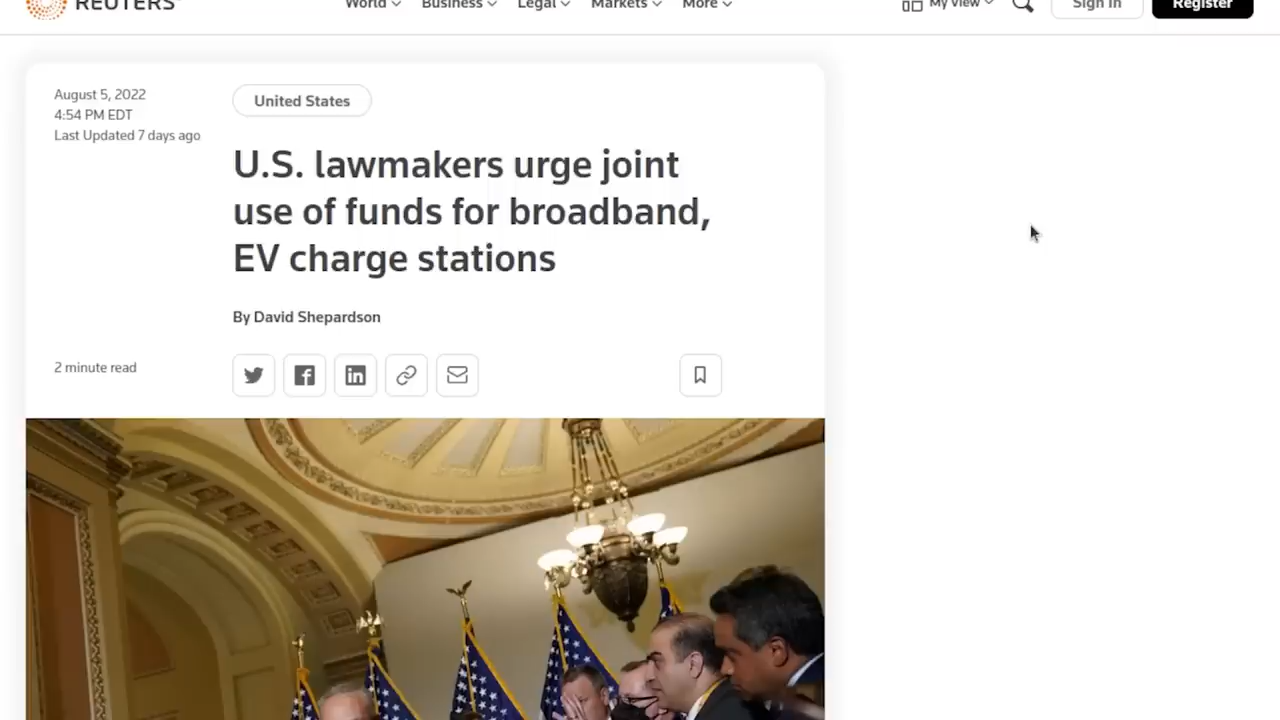 REUTERS
World
Business
Legal
Markets
More
My View
Sign In
Register
August 5, 2022
4:54 PM EDT
Last Updated 7 days ago
United States
U.S. lawmakers urge joint
use of funds for broadband,
EV charge stations
By David Shepardson
2 minute read